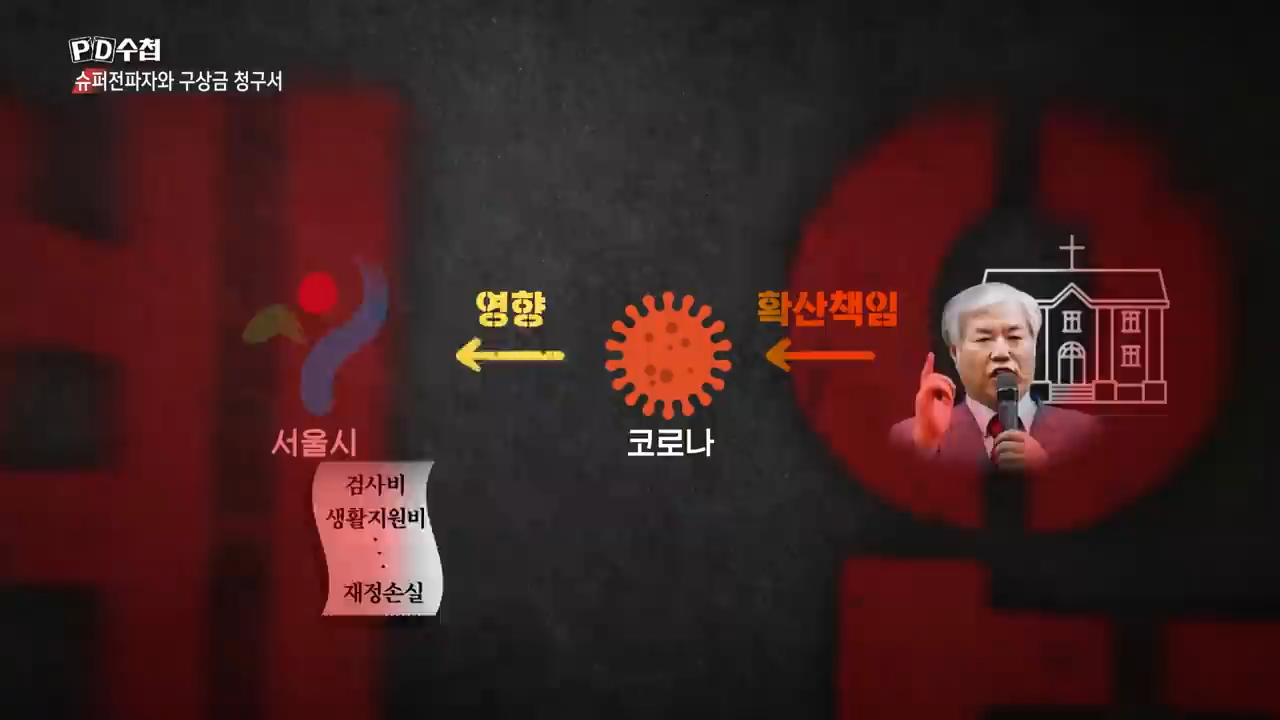 PD수첩
슈퍼전파자와 구상금 청구서
영향
확산책임
서울시
코로나
검사비
생활지원비
재정손실